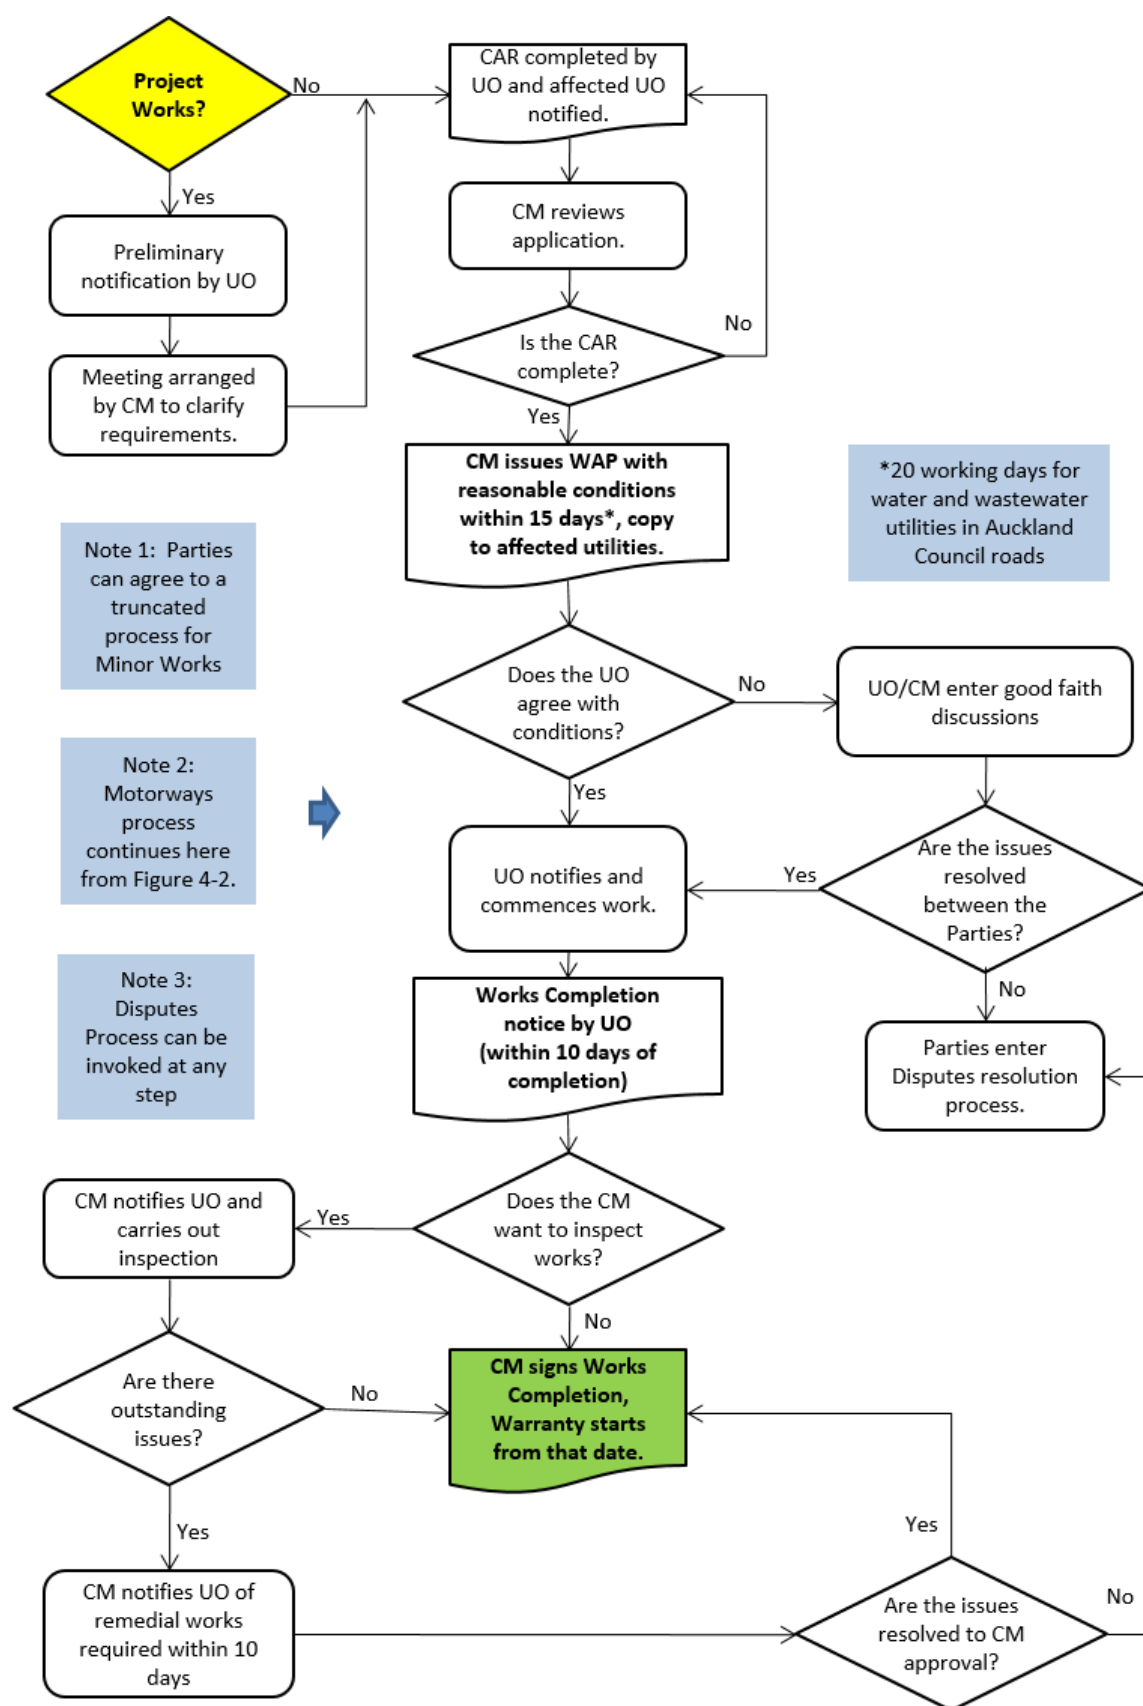 Project
Works?
No
CAR completed by
UO and affected UO
notified.
Yes
CM reviews
application.
Preliminary
notification by UO
No
Is the CAR
complete?
Meeting arranged
by CM to clarify
requirements.
Yes
CM issues WAP with
reasonable conditions
within 15 days*, copy
to affected utilities.
*20 working days for
water and wastewater
utilities in Auckland
Council roads
Note 1:  Parties
can agree to a
truncated
process for
Minor Works
Does the UO
agree with
conditions?
No
UO/CM enter good faith
discussions
Yes
Note 2:
Motorways
process
continues here
from Figure 4-2.
UO notifies and
commences work.
Yes
Are the issues
resolved
between the
Parties?
No
Note 3:
Disputes
Process can be
invoked at any
step
Works Completion
notice by UO
(within 10 days of
completion)
Parties enter
Disputes resolution
process.
CM notifies UO and
carries out
inspection
Yes
Does the CM
want to inspect
works?
No
Are there
outstanding
issues?
No
CM signs Works
Completion,
Warranty starts
from that date.
Yes
Yes
CM notifies UO of
remedial works
required within 10
days
Are the issues
resolved to CM
approval?
No